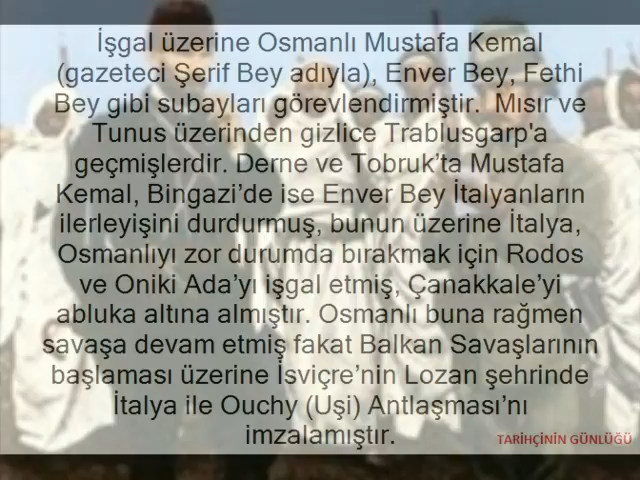 İşgal üzerine Osmanlı Mustafa Kemal
(gazeteci Şerif Bey adıyla), Enver Bey, Fethi
Bey gibi subayları görevlendirmiştir. Mısır ve
Tunus üzerinden gizlice Trablusgarp'a
geçmişlerdir. Derne ve Tobruk’ta Mustafa
Kemal, Bingazi’de ise Enver Bey İtalyanların
ilerleyişini durdurmuş, bunun üzerine İtalya,
Osmanlıyı zor durumda bırakmak için Rodos
ve Oniki Ada’yı işgal etmiş, Çanakkale’yi
abluka altına almıştır. Osmanlı buna rağmen
savaşa devam etmiş fakat Balkan Savaşlarının
başlaması üzerine İsviçre’nin Lozan şehrinde
İtalya ile Ouchy (Uşi) Antlaşması’nı
imzalamıştır.
TARİHÇİNİN GÜNLÜĞÜ